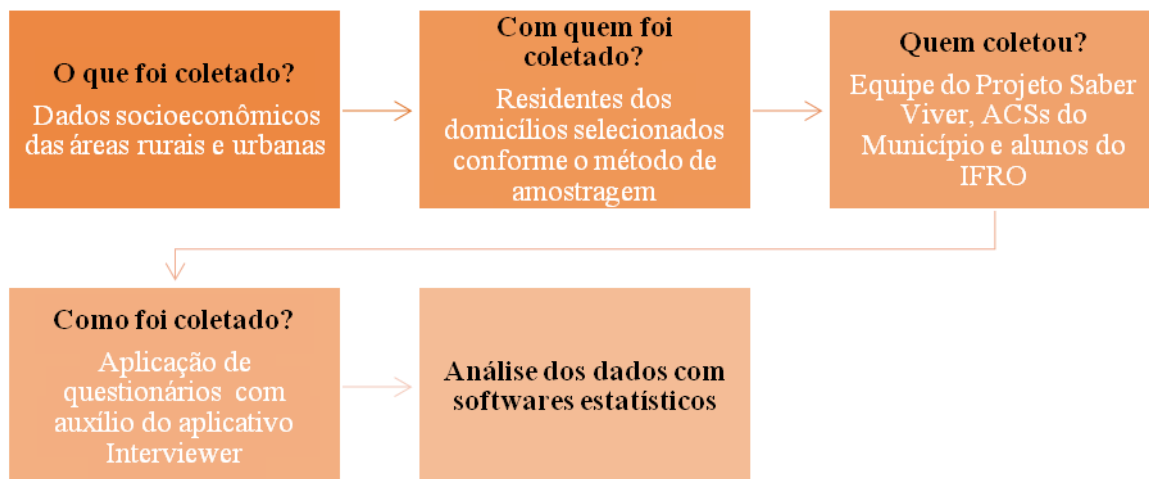 O que foi coletado?
Dados socioeconômicos
das áreas rurais e urbanas
Com quem foi
coletado?
Residentes dos
domicílios selecionados
conforme o método de
amostragem
Quem coletou?
Equipe do Projeto Saber
Viver, ACSs do
Município e alunos do
IFRO
Como foi coletado?
Aplicação de
questionários com
auxílio do aplicativo
Interviewer
Análise dos dados com
softwares estatísticos